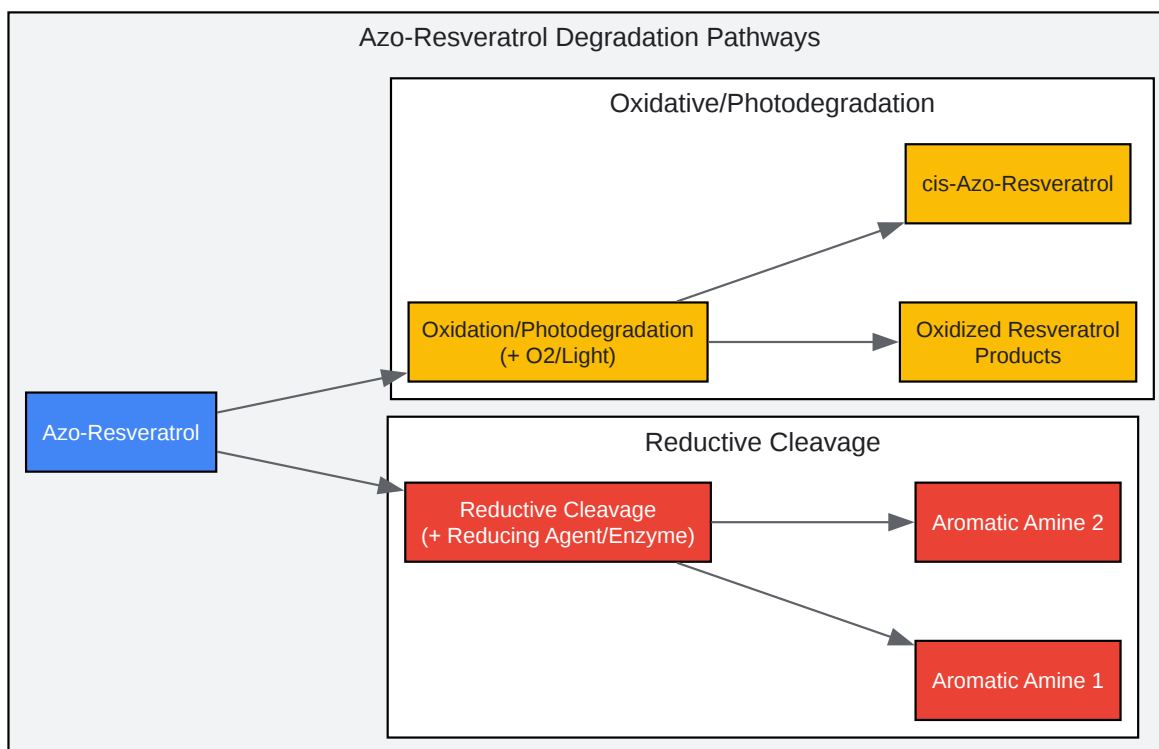 Azo-Resveratrol Degradation Pathways
Oxidative/Photodegradation
cis-Azo-Resveratrol
Oxidation/Photodegradation
(+ O2/Light)
Oxidized Resveratrol
Products
Azo-Resveratrol
Reductive Cleavage
Reductive Cleavage
(+ Reducing Agent/Enzyme)
Aromatic Amine 2
Aromatic Amine 1